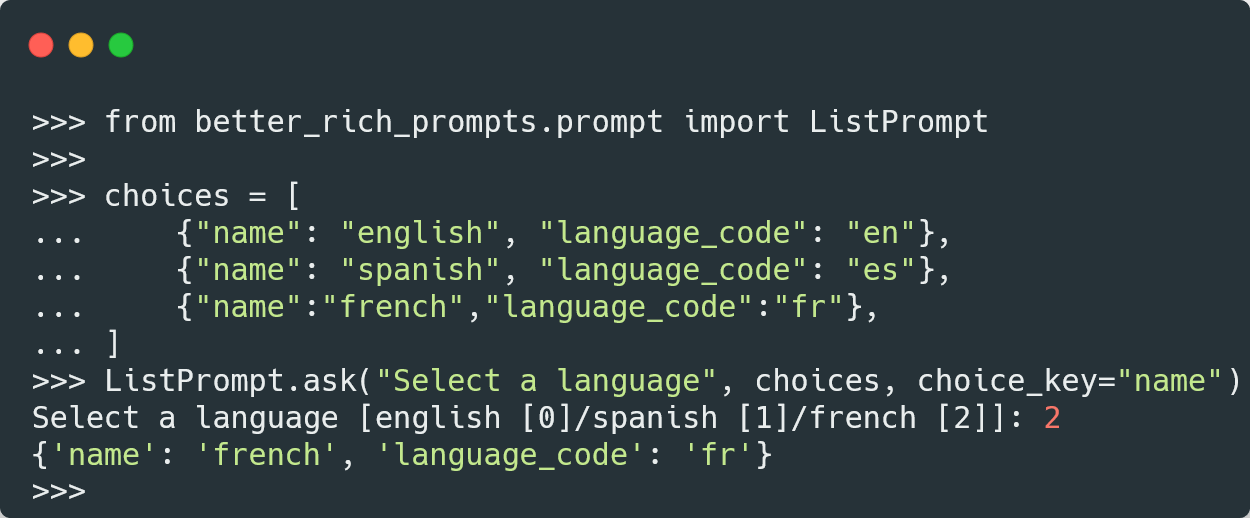 >>> from better_rich_prompts.prompt import ListPrompt
>>>
>>> choices = [
...     {"name": "english", "language_code": "en"},
...     {"name": "spanish", "language_code": "es"},
...     {"name":"french","language_code":"fr"},
... ]
>>> ListPrompt.ask("Select a language", choices, choice_key="name")
Select a language [english [0]/spanish [1]/french [2]]: 2
{'name': 'french', 'language_code': 'fr'}
>>>